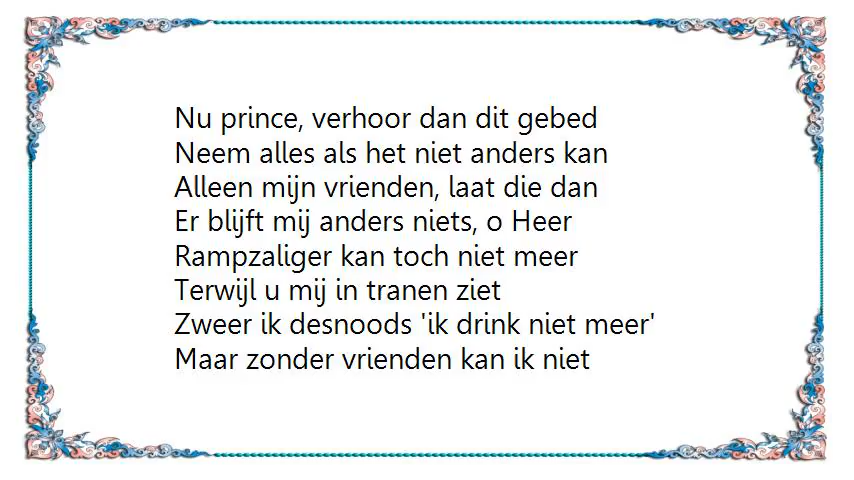 Nu prince, verhoor dan dit gebed
Neem alles als het niet anders kan
Alleen mijn vrienden, laat die dan
Er blijft mij anders niets, o Heer
Rampzaliger kan toch niet meer
Terwijl u mij in tranen ziet
Zweer ik desnoods 'ik drink niet meer'
Maar zonder vrienden kan ik niet